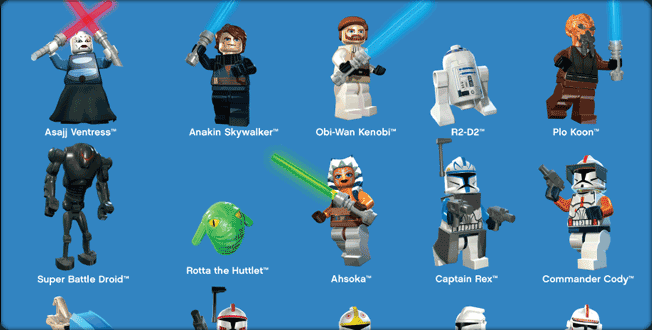 Asajj Ventress™
Anakin Skywalker™
Obi-Wan Kenobi™
R2-D2™
Plo Koon™
Super Battle Droid™
Rotta the Huttlet™
Ahsoka™
Captain Rex™
Commander Cody™